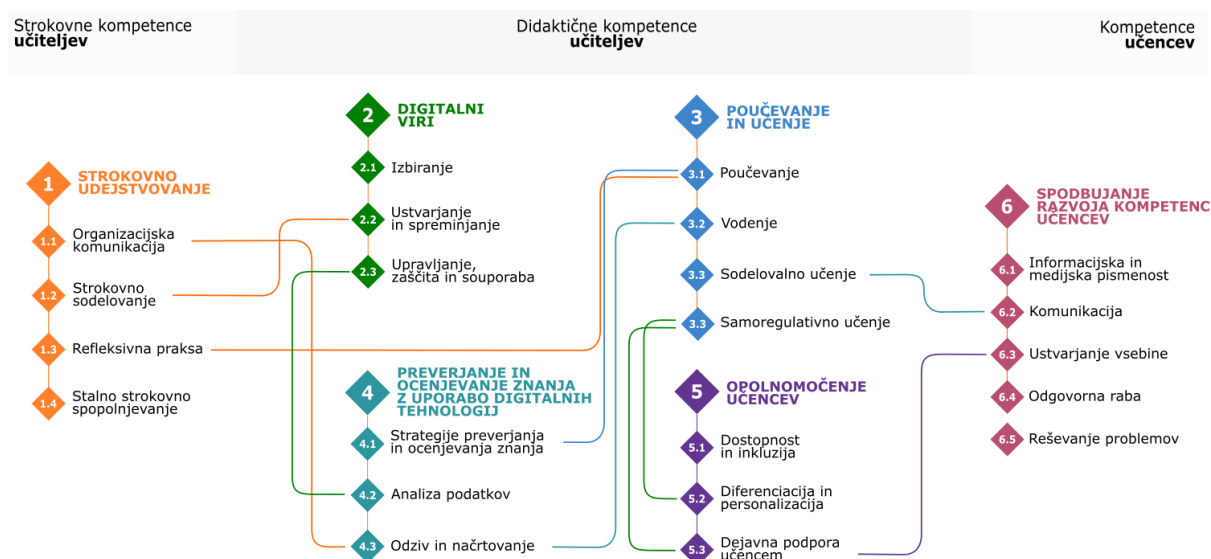 Strokovne kompetence
učiteljev
Didaktične kompetence
učiteljev
Kompetence
učencev
1
STROKOVNO
UDEJSTVOVANJE
1.1
Organizacijska
komunikacija
1.2
Strokovno
sodelovanje
1.3
Refleksivna praksa
1.4
Stalno strokovno
spopolnjevanje
2
DIGITALNI
VIRI
2.1
Izbiranje
2.2
Ustvarjanje
in spreminjanje
2.3
Upravljanje,
zaščita in souporaba
4
PREVERJANJE IN
OCENJEVANJE ZNANJA
Z UPORABO DIGITALNIH
TEHNOLOGIJ
4.1
Strategije preverjanja
in ocenjevanja znanja
4.2
Analiza podatkov
4.3
Odziv in načrtovanje
3
POUČEVANJE
IN UČENJE
3.1
Poučevanje
3.2
Vodenje
3.3
Sodelovalno učenje
3.3
Samoregulativno učenje
5
OPOLNOMOČENJE
UČENCEV
5.1
Dostopnost
in inkluzija
5.2
Diferenciacija in
personalizacija
5.3
Dejavna podpora
učencem
6
SPODBUJANJE
RAZVOJA KOMPETENC
UČENCEV
6.1
Informacijska in
medijska pismenost
6.2
Komunikacija
6.3
Ustvarjanje vsebine
6.4
Odgovorna raba
6.5
Reševanje problemov